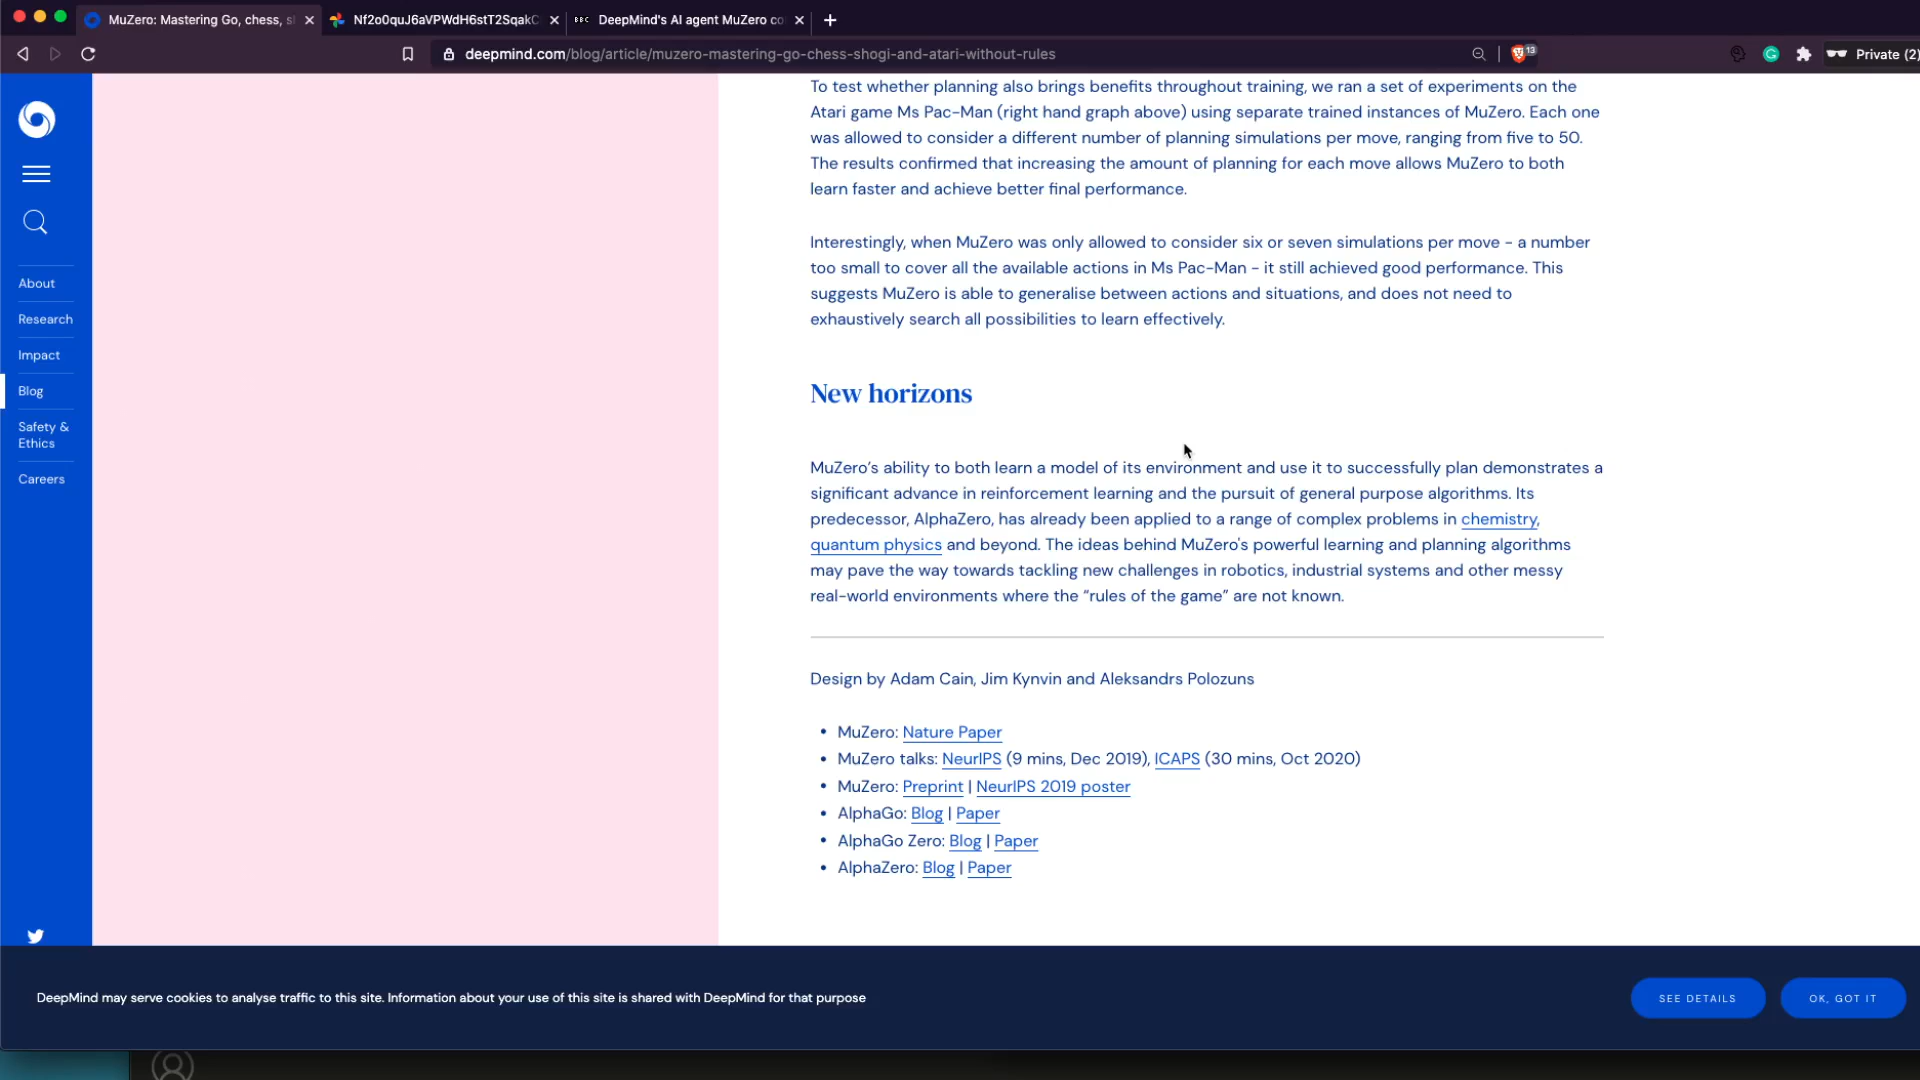 MuZero: Mastering Go, chess, s
Nf2o0quJ6aVPWdH6stT2SqakC
BBC
DeepMind's AI agent MuZero co
deepmind.com/blog/article/muzero-mastering-go-chess-shogi-and-atari-without-rules
13
Private (2)
About
Research
Impact
Blog
Safety &
Ethics
Careers
To test whether planning also brings benefits throughout training, we ran a set of experiments on the
Atari game Ms Pac-Man (right hand graph above) using separate trained instances of MuZero. Each one
was allowed to consider a different number of planning simulations per move, ranging from five to 50.
The results confirmed that increasing the amount of planning for each move allows MuZero to both
learn faster and achieve better final performance.
Interestingly, when MuZero was only allowed to consider six or seven simulations per move - a number
too small to cover all the available actions in Ms Pac-Man - it still achieved good performance. This
suggests MuZero is able to generalise between actions and situations, and does not need to
exhaustively search all possibilities to learn effectively.
New horizons
MuZero’s ability to both learn a model of its environment and use it to successfully plan demonstrates a
significant advance in reinforcement learning and the pursuit of general purpose algorithms. Its
predecessor, AlphaZero, has already been applied to a range of complex problems in chemistry,
quantum physics and beyond. The ideas behind MuZero's powerful learning and planning algorithms
may pave the way towards tackling new challenges in robotics, industrial systems and other messy
real-world environments where the “rules of the game” are not known.
Design by Adam Cain, Jim Kynvin and Aleksandrs Polozuns
• MuZero: Nature Paper
• MuZero talks: NeurIPS (9 mins, Dec 2019), ICAPS (30 mins, Oct 2020)
• MuZero: Preprint | NeurIPS 2019 poster
• AlphaGo: Blog | Paper
• AlphaGo Zero: Blog | Paper
• AlphaZero: Blog | Paper
DeepMind may serve cookies to analyse traffic to this site. Information about your use of this site is shared with DeepMind for that purpose
SEE DETAILS
OK, GOT IT